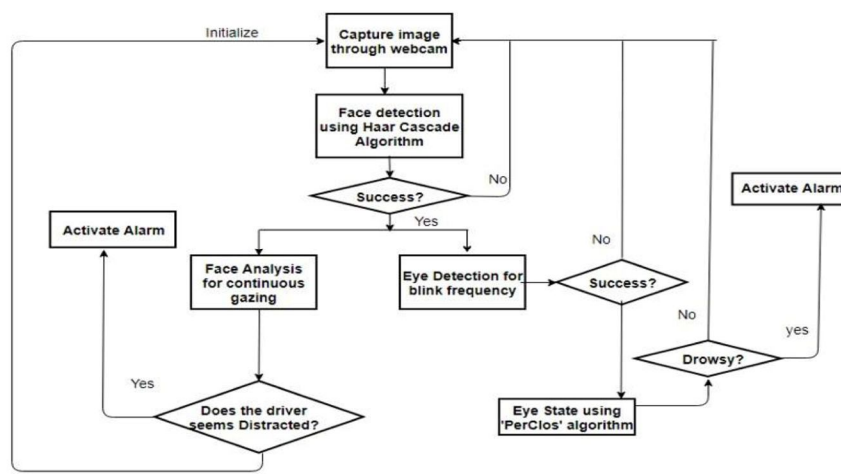 Initialize
Capture image
through webcam
Face detection
using Haar Cascade
Algorithm
No
Success?
Yes
Activate Alarm
Activate Alarm
Face Analysis
for continuous
gazing
Eye Detection for
blink frequency
No
Success?
No
yes
Drowsy?
Yes
Does the driver
seems Distracted?
Eye State using
'PerClos' algorithm